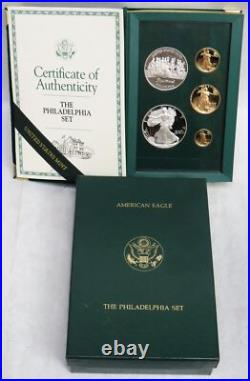 Certificate of
Authenticity
THE
PHILADELPHIA
SET
UNITED STATES MINT
AMERICAN EAGLE
THE PHILADELPHIA SET